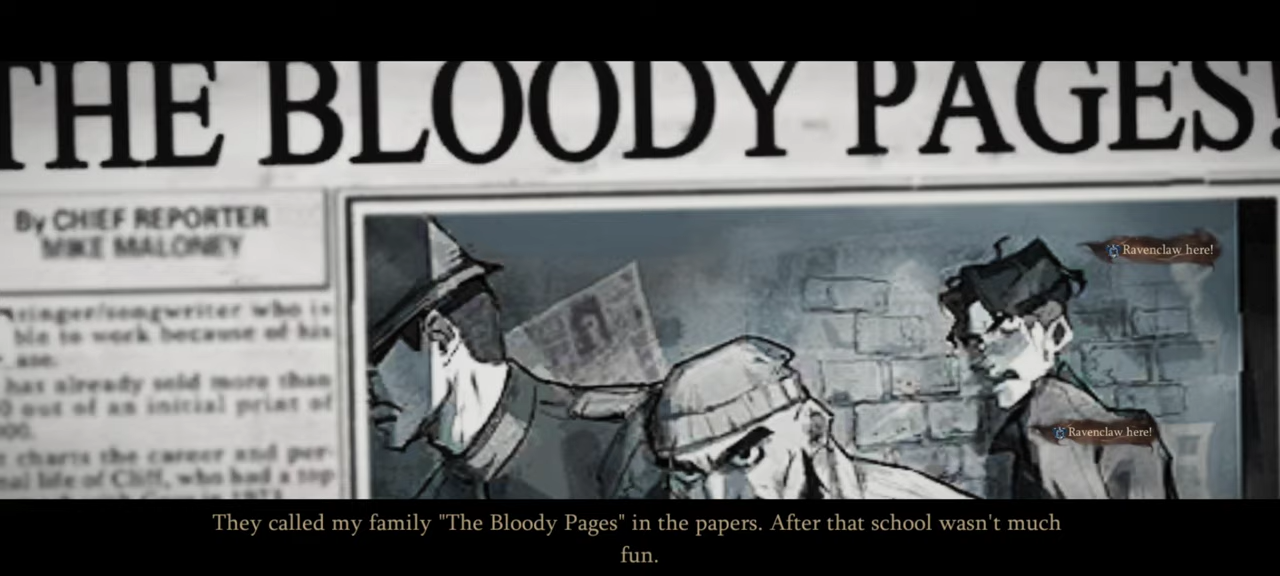 THE BLOODY PAGES!
By CHIEF REPORTER
MIKE MALONEY
singer/songwriter who is
ble to work because of his
ase.
has already sold more than
0 out of an initial print of
000.
charts the career and per-
nal life of Cliff, who had a top
Ravenclaw here!
Ravenclaw here!
They called my family "The Bloody Pages" in the papers. After that school wasn't much
fun.